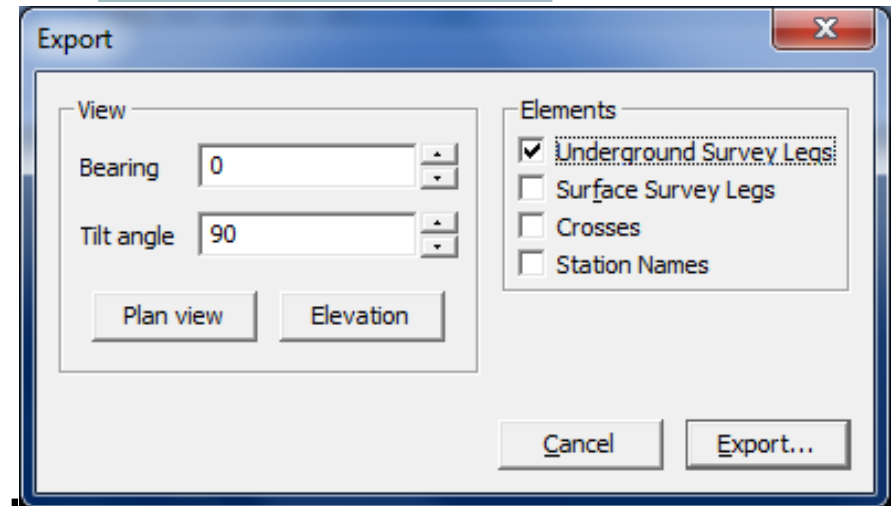 Export
View
Bearing 0
Tilt angle 90
Plan view Elevation
Elements
Underground Survey Legs
Surface Survey Legs
Crosses
Station Names
Cancel Export...